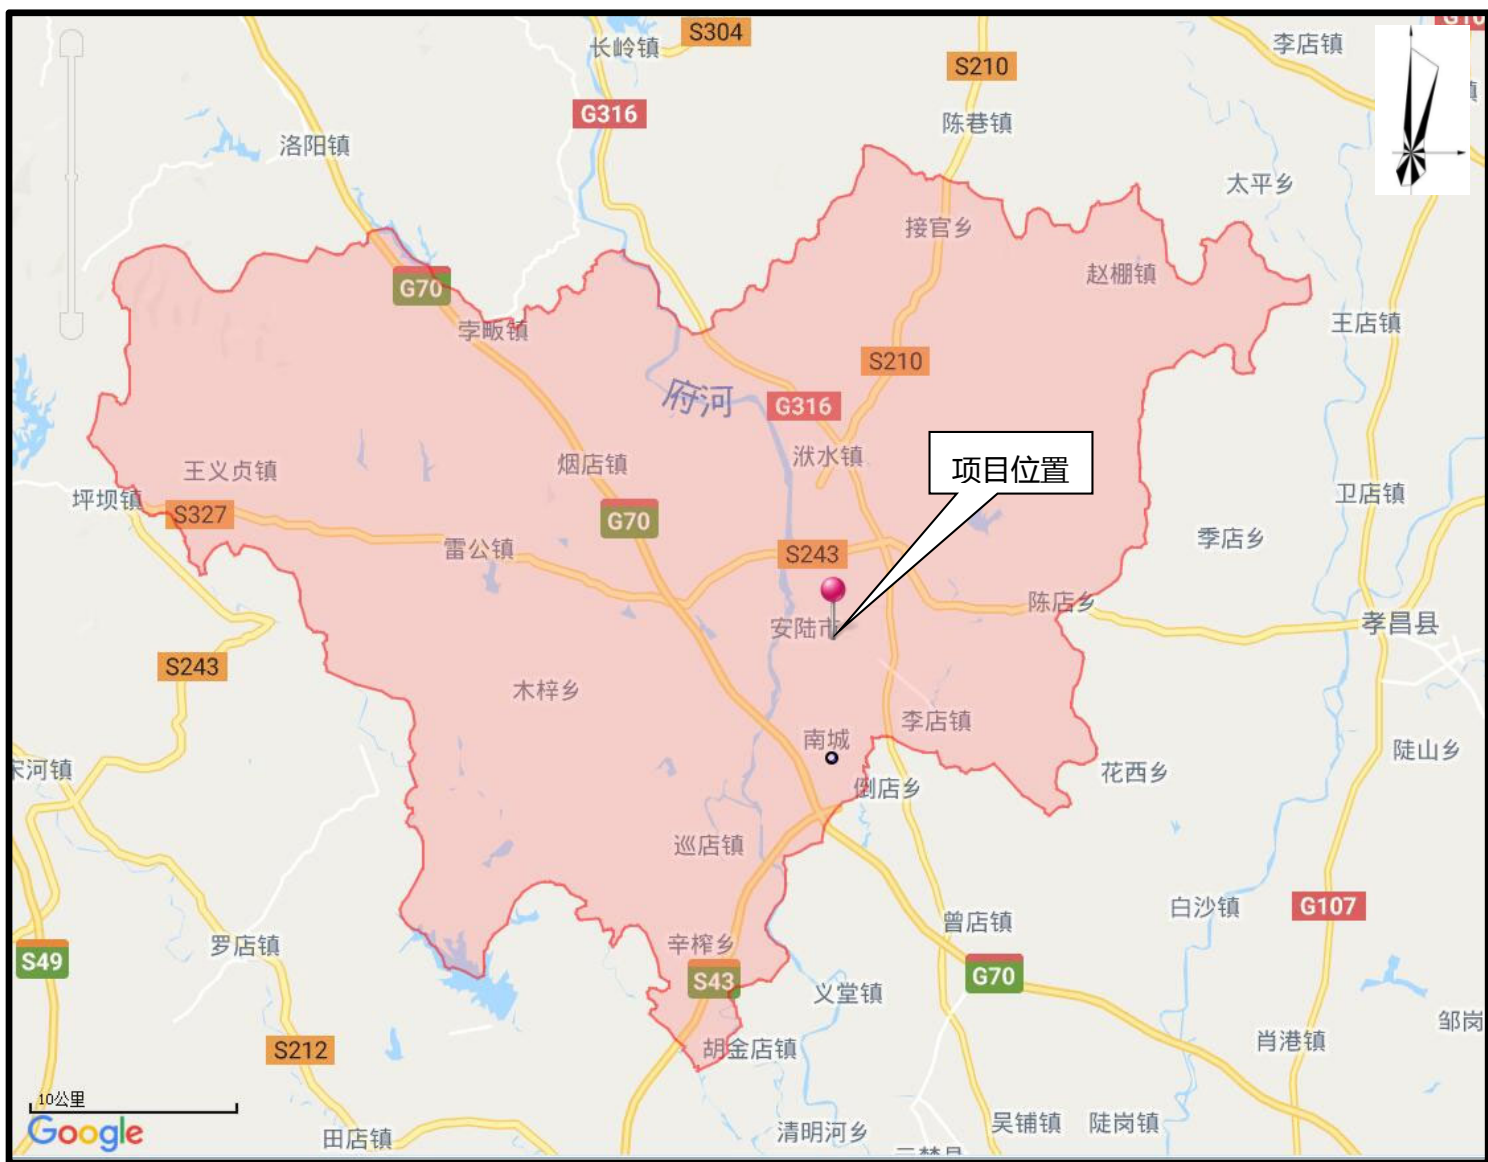 S304
长岭镇
李店镇
S210
G316
陈巷镇
洛阳镇
太平乡
接官乡
赵棚镇
G70
王店镇
孛畈镇
S210
府河
G316
洑水镇
烟店镇
王义贞镇
项目位置
坪坝镇
S327
卫店镇
G70
季店乡
雷公镇
S243
陈店乡
安陆市
孝昌县
S243
木梓乡
李店镇
南城
陡山乡
宋河镇
花西乡
倒店乡
巡店镇
白沙镇
G107
曾店镇
罗店镇
辛榨乡
S49
G70
S43
义堂镇
邹岗
肖港镇
S212
胡金店镇
10公里
Google
田店镇
清明河乡
吴铺镇
陡岗镇